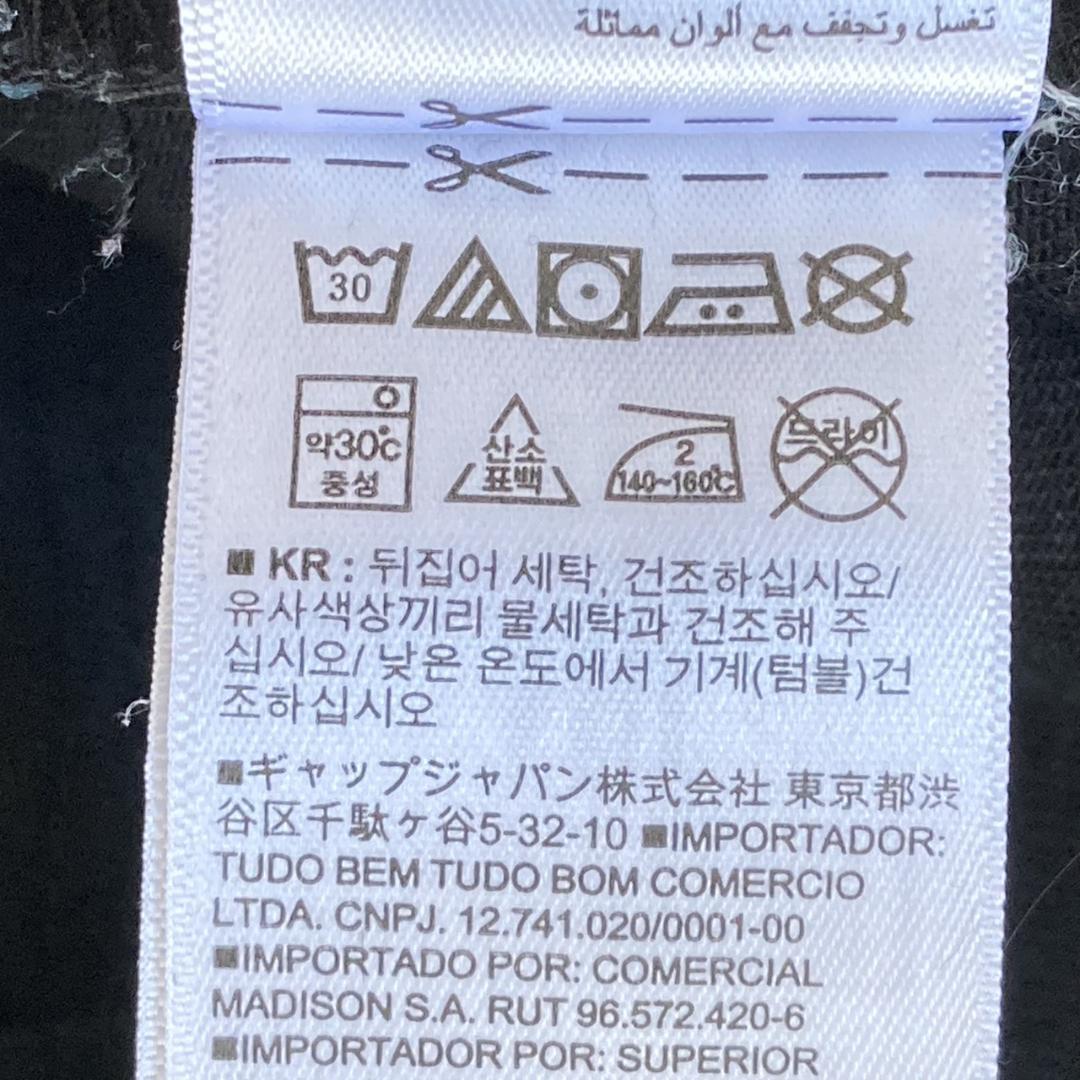 تغسل وتجفف مع ألوان مماثلة
30
약30℃
중성
산소
표백
2
140~160℃
드라이
■ KR : 뒤집어 세탁, 건조하십시오/
유사색상끼리 물세탁과 건조해 주
십시오/ 낮은 온도에서 기계(텀블)건
조하십시오
■ギャップジャパン株式会社 東京都渋
谷区千駄ヶ谷5-32-10 ■IMPORTADOR:
TUDO BEM TUDO BOM COMERCIO
LTDA. CNPJ. 12.741.020/0001-00
■IMPORTADO POR: COMERCIAL
MADISON S.A. RUT 96.572.420-6
■IMPORTADOR POR: SUPERIOR